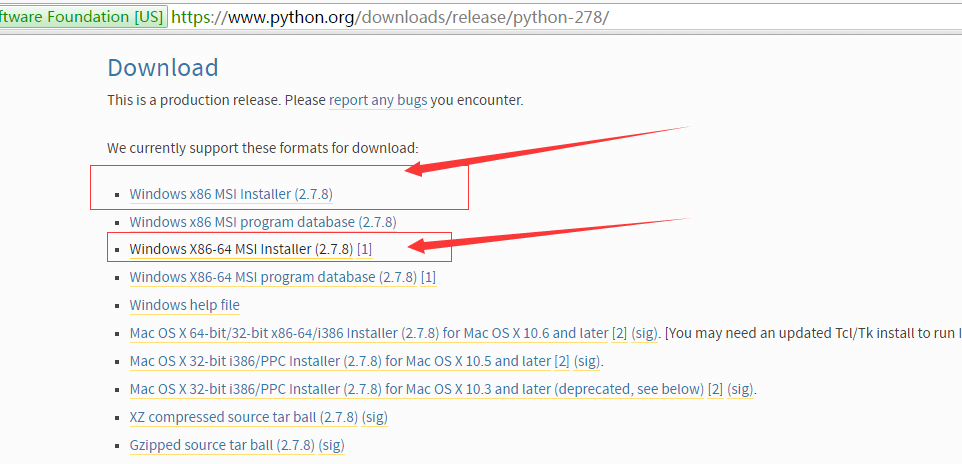 ftware Foundation [US] https://www.python.org/downloads/release/python-278/
Download
This is a production release. Please report any bugs you encounter.
We currently support these formats for download:
Windows x86 MSI Installer (2.7.8)
Windows x86 MSI program database (2.7.8)
Windows X86-64 MSI Installer (2.7.8) [1]
Windows X86-64 MSI program database (2.7.8) [1]
Windows help file
Mac OS X 64-bit/32-bit x86-64/i386 Installer (2.7.8) for Mac OS X 10.6 and later [2] (sig). [You may need an updated Tcl/Tk install to run I
Mac OS X 32-bit i386/PPC Installer (2.7.8) for Mac OS X 10.5 and later [2] (sig).
Mac OS X 32-bit i386/PPC Installer (2.7.8) for Mac OS X 10.3 and later (deprecated, see below) [2] (sig).
XZ compressed source tar ball (2.7.8) (sig)
Gzipped source tar ball (2.7.8) (sig)